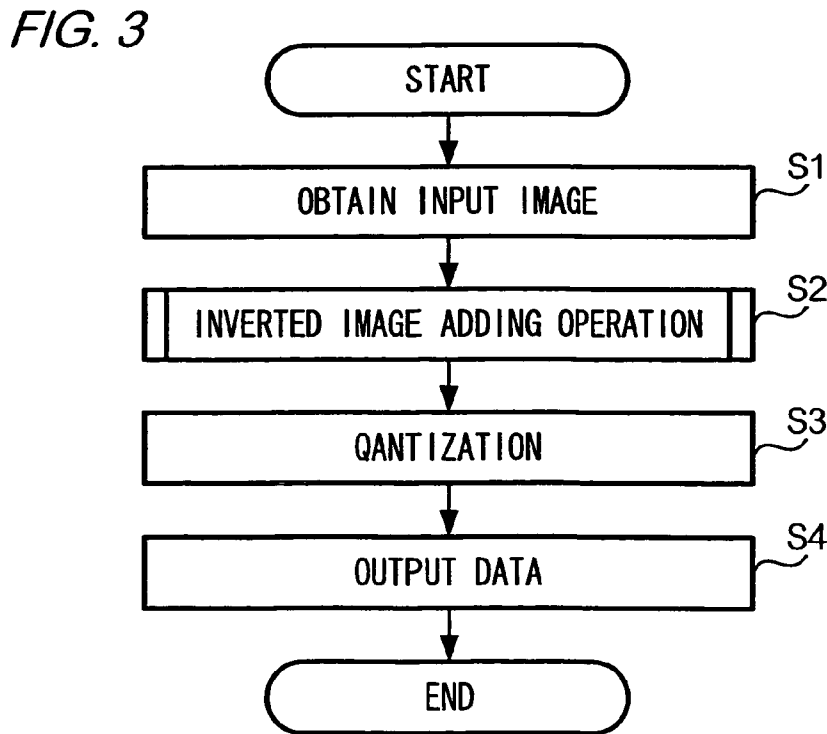 FIG. 3
START
OBTAIN INPUT IMAGE
S1
INVERTED IMAGE ADDING OPERATION
S2
QANTIZATION
S3
OUTPUT DATA
S4
END